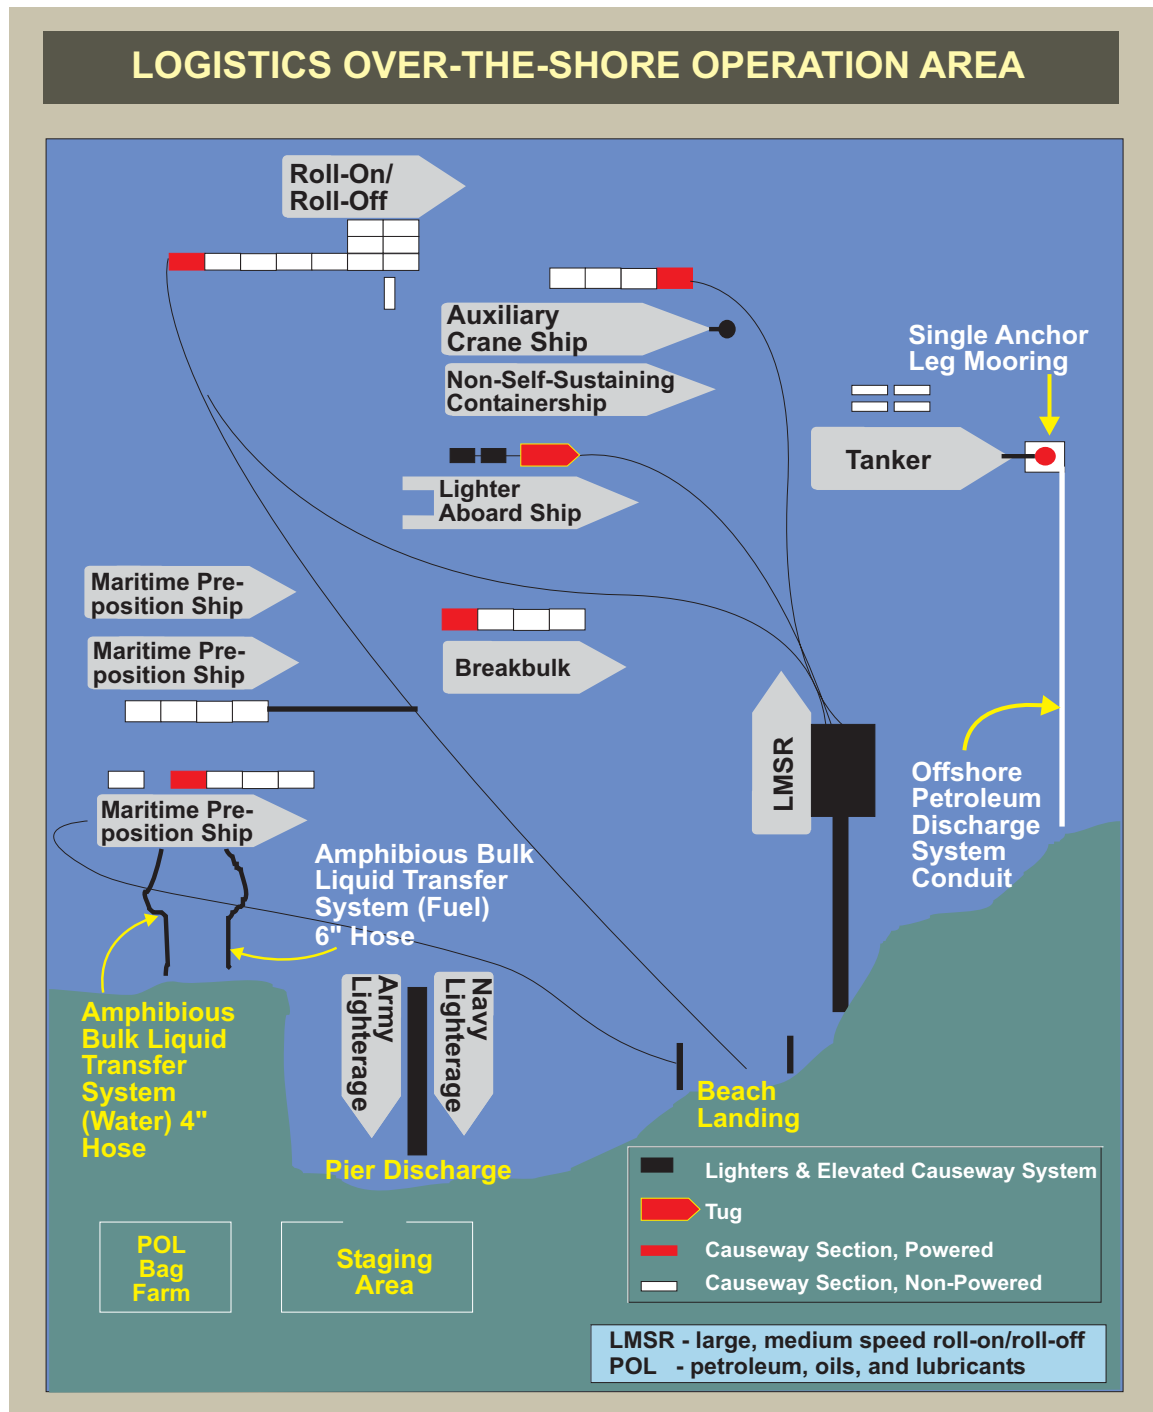 LOGISTICS OVER-THE-SHORE OPERATION AREA
Roll-On/
Roll-Off
Auxiliary
Crane Ship
Single Anchor
Leg Mooring
Non-Self-Sustaining
Containership
Tanker
Lighter
Aboard Ship
Maritime Pre-
position Ship
Maritime Pre-
position Ship
Breakbulk
LMSR
Offshore
Petroleum
Discharge
System
Conduit
Maritime Pre-
position Ship
Amphibious Bulk
Liquid Transfer
System (Fuel)
6" Hose
Amphibious
Bulk Liquid
Transfer
System
(Water) 4"
Hose
Army
Lighterage
Navy
Lighterage
Beach
Landing
Pier Discharge
Lighters & Elevated Causeway System
Tug
Causeway Section, Powered
Causeway Section, Non-Powered
POL
Bag
Farm
Staging
Area
LMSR - large, medium speed roll-on/roll-off
POL - petroleum, oils, and lubricants